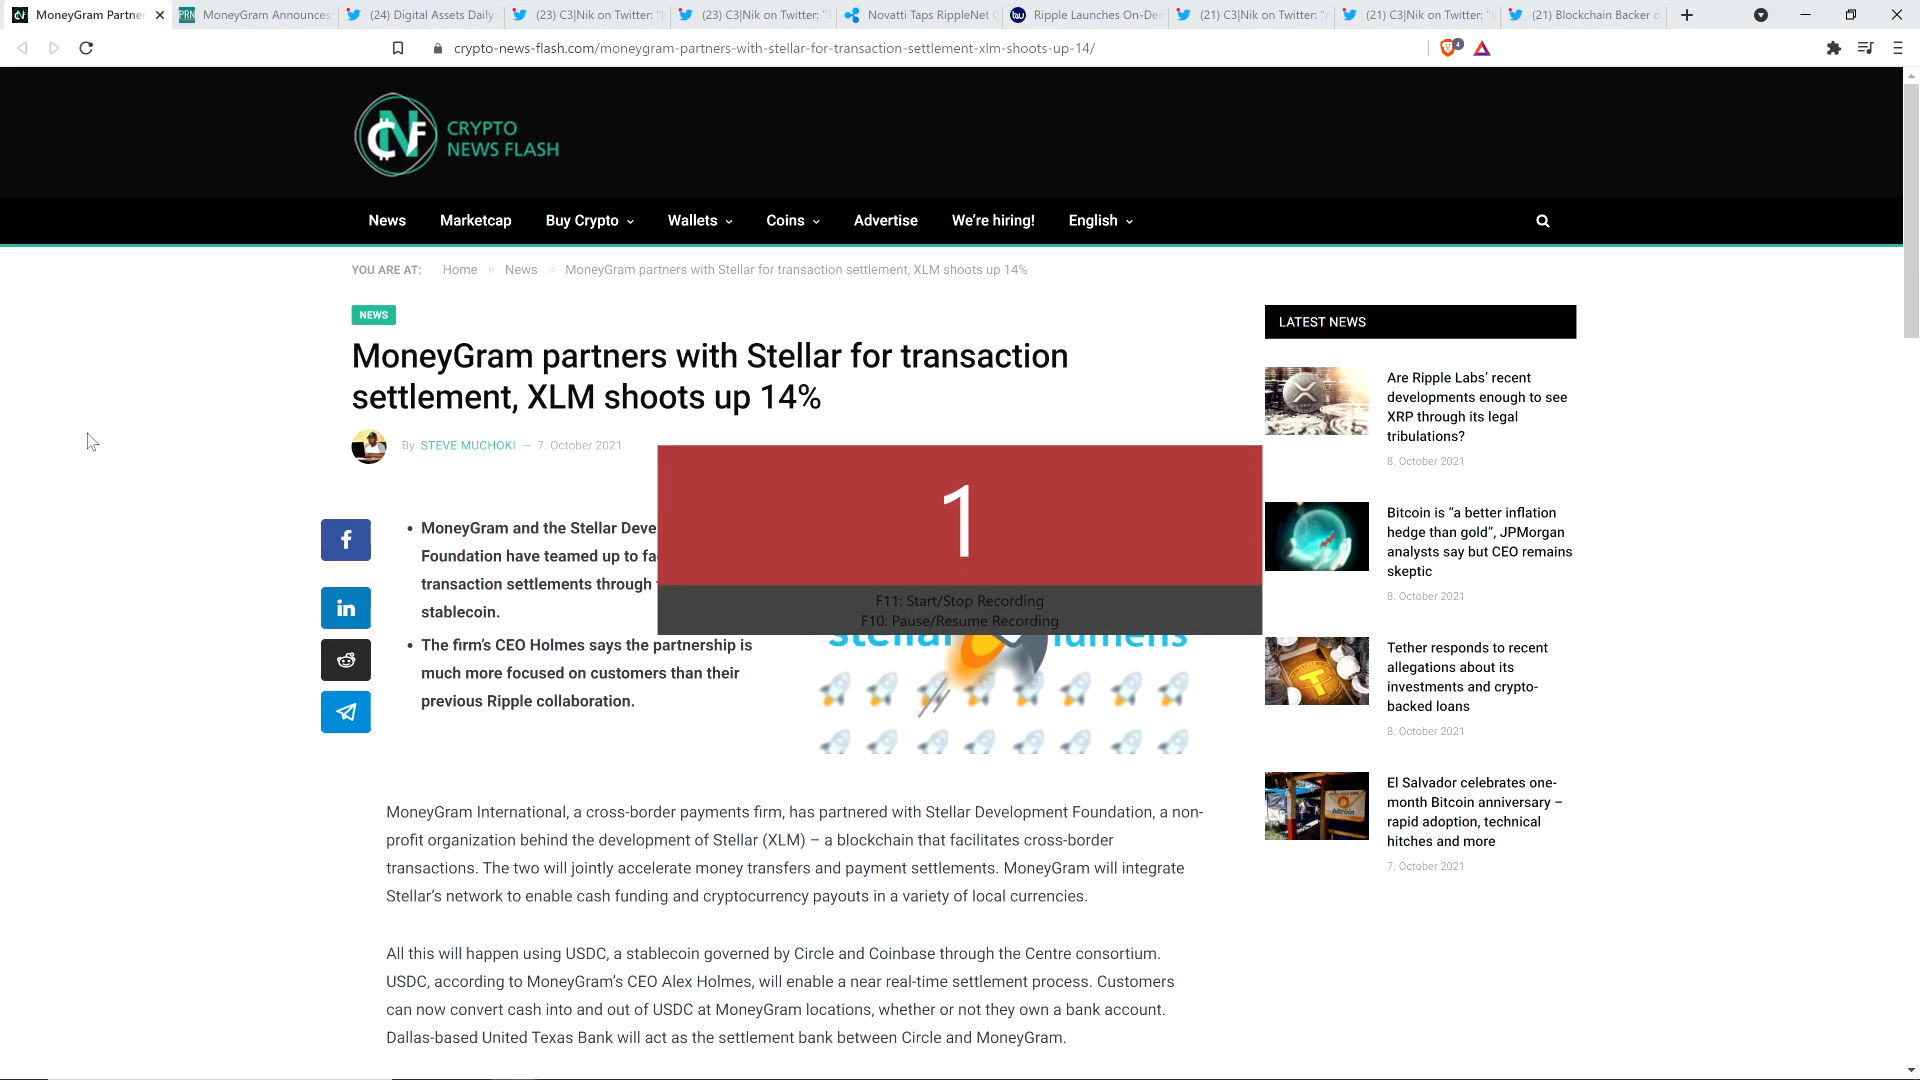 MoneyGram Partner
MoneyGram Announces
(24) Digital Assets Daily
(23) C3|Nik on Twitter: "
(23) C3|Nik on Twitter: "
Novatti Taps RippleNet
Ripple Launches On-De
(21) C3|Nik on Twitter: "
(21) C3|Nik on Twitter: "
(21) Blockchain Backer o
crypto-news-flash.com/moneygram-partners-with-stellar-for-transaction-settlement-xlm-shoots-up-14/
4
CRYPTO
NEWS FLASH
News
Marketcap
Buy Crypto
Wallets
Coins
Advertise
We're hiring!
English
YOU ARE AT: Home » News » MoneyGram partners with Stellar for transaction settlement, XLM shoots up 14%
NEWS
MoneyGram partners with Stellar for transaction
settlement, XLM shoots up 14%
By STEVE MUCHOKI — 7. October 2021
• MoneyGram and the Stellar Deve
Foundation have teamed up to fa
transaction settlements through
stablecoin.
• The firm's CEO Holmes says the partnership is
much more focused on customers than their
previous Ripple collaboration.
1
F11: Start/Stop Recording
F10: Pause/Resume Recording
stellar lumens
MoneyGram International, a cross-border payments firm, has partnered with Stellar Development Foundation, a non-
profit organization behind the development of Stellar (XLM) – a blockchain that facilitates cross-border
transactions. The two will jointly accelerate money transfers and payment settlements. MoneyGram will integrate
Stellar's network to enable cash funding and cryptocurrency payouts in a variety of local currencies.
All this will happen using USDC, a stablecoin governed by Circle and Coinbase through the Centre consortium.
USDC, according to MoneyGram's CEO Alex Holmes, will enable a near real-time settlement process. Customers
can now convert cash into and out of USDC at MoneyGram locations, whether or not they own a bank account.
Dallas-based United Texas Bank will act as the settlement bank between Circle and MoneyGram.
LATEST NEWS
Are Ripple Labs' recent
developments enough to see
XRP through its legal
tribulations?
8. October 2021
Bitcoin is "a better inflation
hedge than gold", JPMorgan
analysts say but CEO remains
skeptic
8. October 2021
Tether responds to recent
allegations about its
investments and crypto-
backed loans
8. October 2021
El Salvador celebrates one-
month Bitcoin anniversary –
rapid adoption, technical
hitches and more
7. October 2021